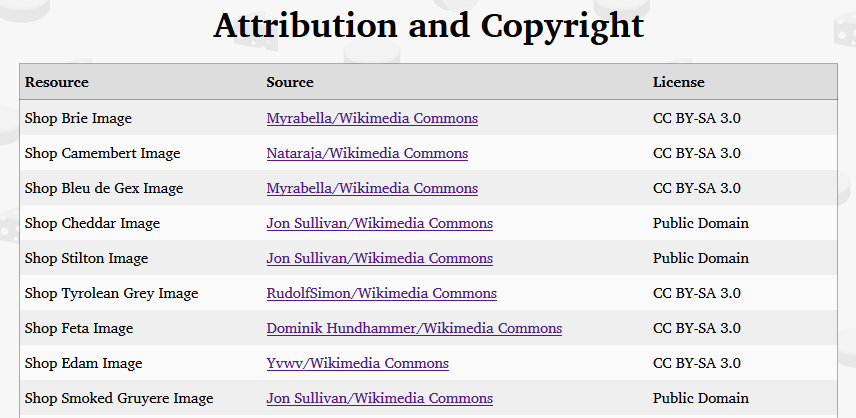 Attribution and Copyright
Resource Source License
Shop Brie Image Myrabella/Wikimedia Commons CC BY-SA 3.0
Shop Camembert Image Nataraja/Wikimedia Commons CC BY-SA 3.0
Shop Bleu de Gex Image Myrabella/Wikimedia Commons CC BY-SA 3.0
Shop Cheddar Image Jon Sullivan/Wikimedia Commons Public Domain
Shop Stilton Image Jon Sullivan/Wikimedia Commons Public Domain
Shop Tyrolean Grey Image RudolfSimon/Wikimedia Commons CC BY-SA 3.0
Shop Feta Image Dominik Hundhammer/Wikimedia Commons CC BY-SA 3.0
Shop Edam Image Yvwv/Wikimedia Commons CC BY-SA 3.0
Shop Smoked Gruyere Image Jon Sullivan/Wikimedia Commons Public Domain